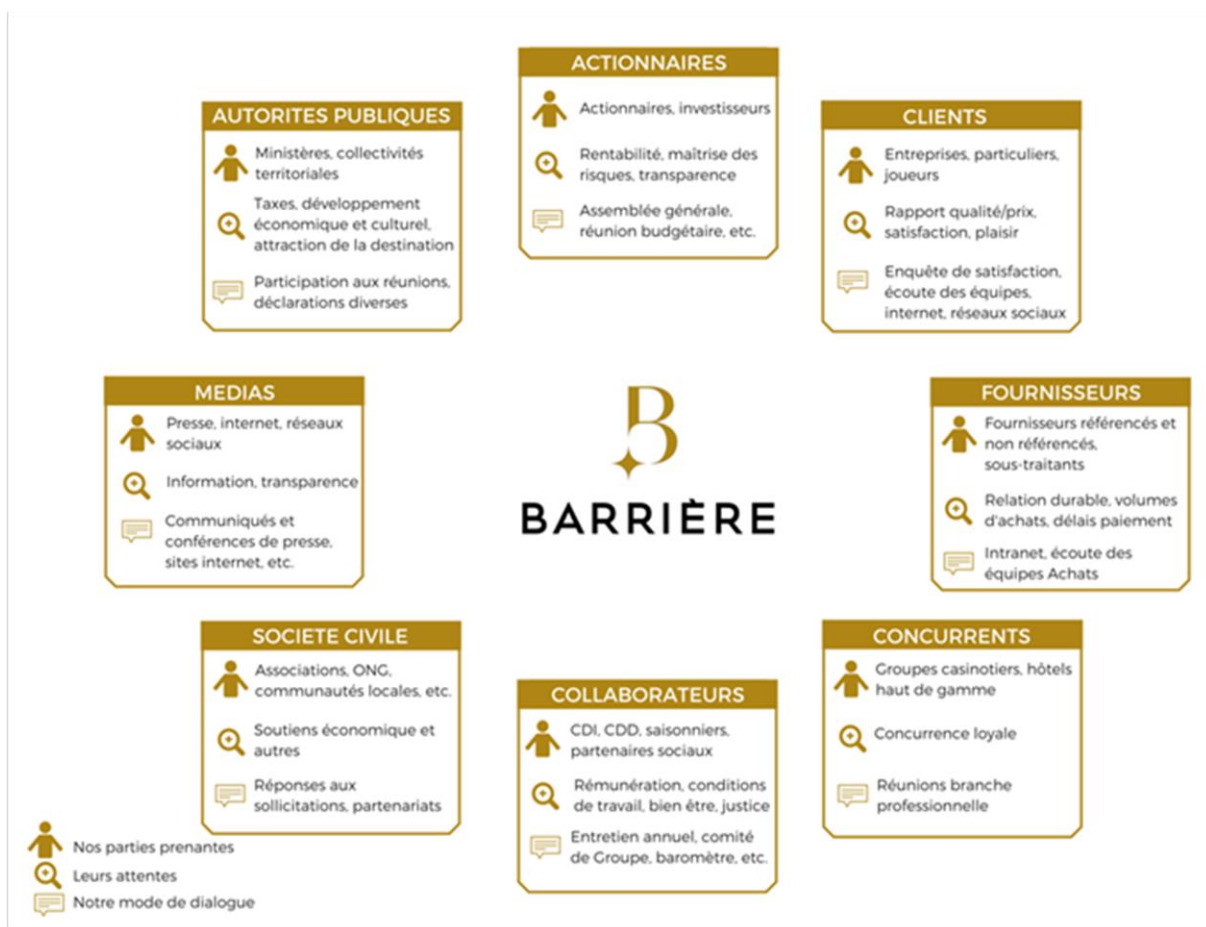 ACTIONNAIRES
Actionnaires, investisseurs
Rentabilité, maîtrise des
risques, transparence
Assemblée générale,
réunion budgétaire, etc.
AUTORITES PUBLIQUES
Ministères, collectivités
territoriales
Taxes, développement
économique et culturel,
attraction de la destination
Participation aux réunions,
déclarations diverses
CLIENTS
Entreprises, particuliers,
joueurs
Rapport qualité/prix,
satisfaction, plaisir
Enquête de satisfaction,
écoute des équipes,
internet, réseaux sociaux
MEDIAS
Presse, internet, réseaux
sociaux
Information, transparence
Communiqués et
conférences de presse,
sites internet, etc.
B
BARRIÈRE
FOURNISSEURS
Fournisseurs référencés et
non référencés,
sous-traitants
Relation durable, volumes
d'achats, délais paiement
Intranet, écoute des
équipes Achats
SOCIETE CIVILE
Associations, ONG,
communautés locales, etc.
Soutiens économique et
autres
Réponses aux
sollicitations, partenariats
COLLABORATEURS
CDI, CDD, saisonniers,
partenaires sociaux
Rémunération, conditions
de travail, bien être, justice
Entretien annuel, comité
de Groupe, baromètre, etc.
CONCURRENTS
Groupes casinotiers, hôtels
haut de gamme
Concurrence loyale
Réunions branche
professionnelle
Nos parties prenantes
Leurs attentes
Notre mode de dialogue